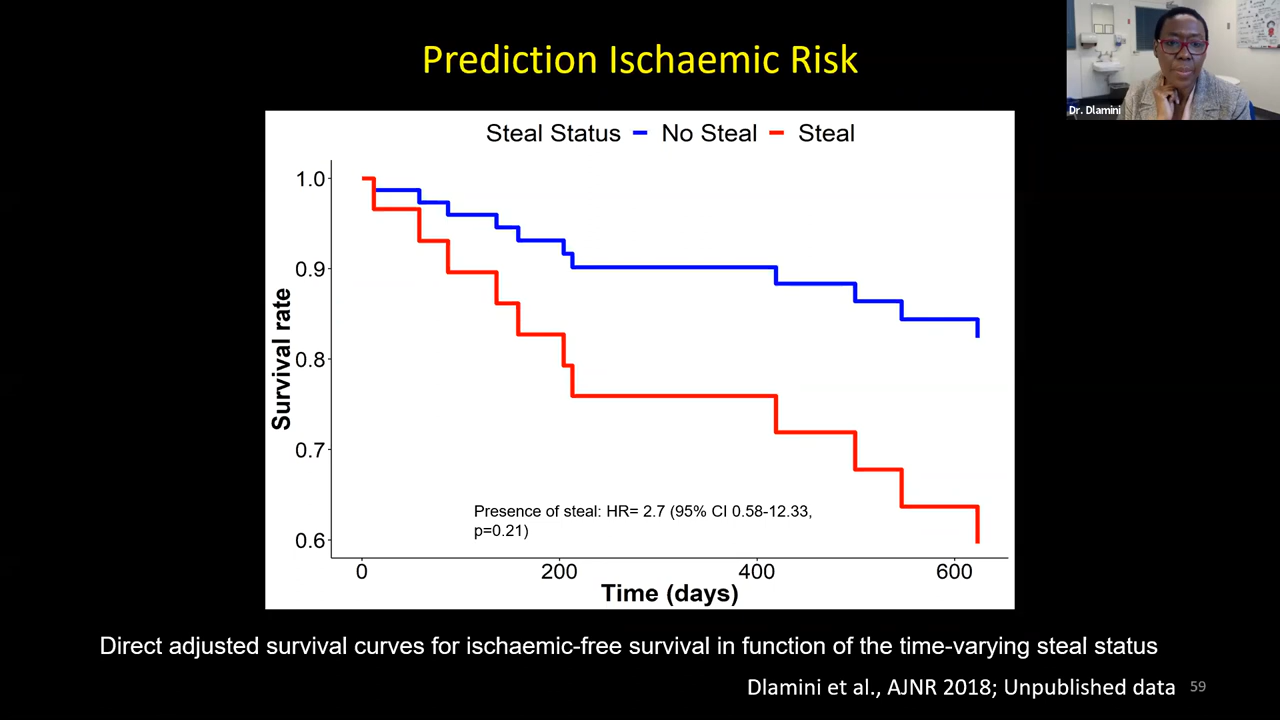 Prediction Ischaemic Risk
Dr. Dlamini
Steal Status No Steal Steal
Survival rate
1.0
0.9
0.8
0.7
0.6
Presence of steal: HR= 2.7 (95% CI 0.58-12.33,
p=0.21)
0 200 400 600
Time (days)
Direct adjusted survival curves for ischaemic-free survival in function of the time-varying steal status
Dlamini et al., AJNR 2018; Unpublished data 59